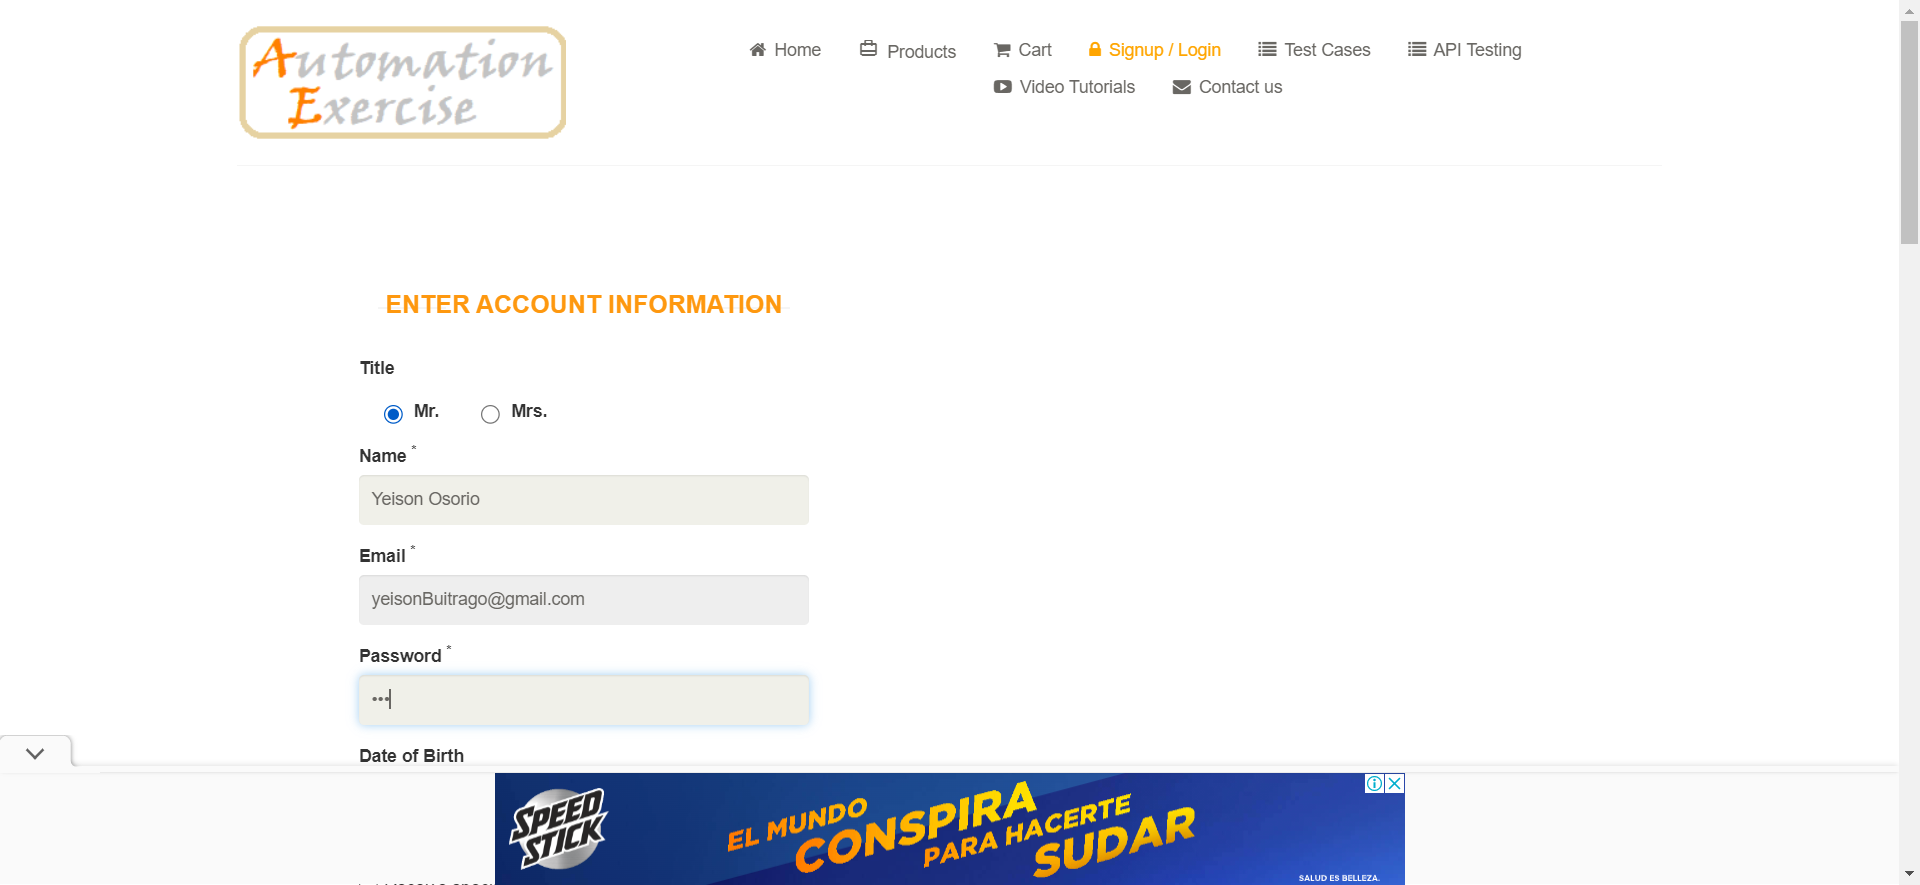 Automation
Exercise
Home
Products
Cart
Signup / Login
Test Cases
API Testing
Video Tutorials
Contact us
ENTER ACCOUNT INFORMATION
Title
Mr.
Mrs.
Name *
Yeison Osorio
Email *
yeisonBuitrago@gmail.com
Password *
•••
Date of Birth
SPEED
STICK
EL MUNDO
CONSPIRA
PARA HACERTE
SUDAR
SALUD ES BELLEZA.